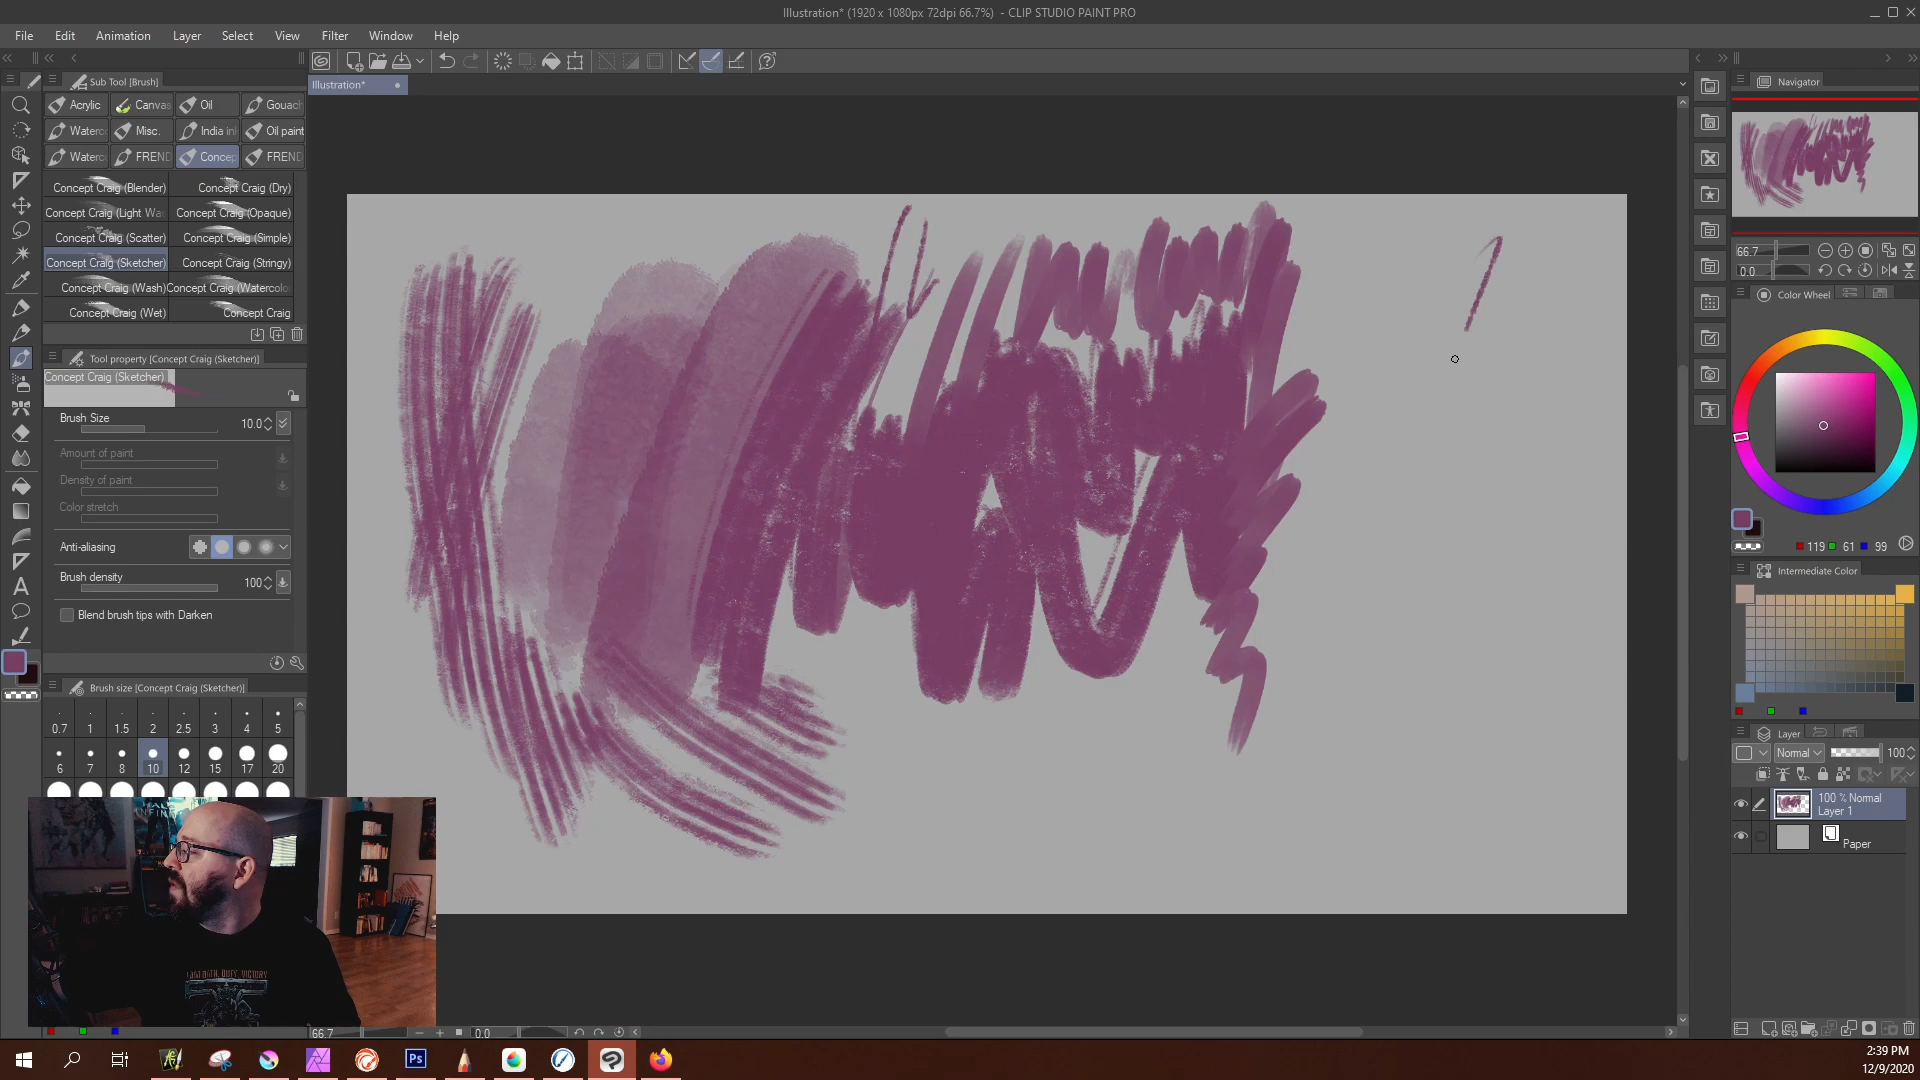 Illustration* (1920 x 1080px 72dpi 66.7%) - CLIP STUDIO PAINT PRO
File Edit Animation Layer Select View Filter Window Help
Sub Tool [Brush]
Illustration*
Navigator
Acrylic Canvas Oil Gouach
Waterc Misc. India in Oil paint
Waterc FREND Concep FREND
Concept Craig (Blender) Concept Craig (Dry)
Concept Craig (Light Wa Concept Craig (Opaque)
Concept Craig (Scatter) Concept Craig (Simple)
Concept Craig (Sketcher) Concept Craig (Stringy)
Concept Craig (Wash) Concept Craig (Watercolo
Concept Craig (Wet) Concept Craig
66.7
0.0
Color Wheel
Tool property [Concept Craig (Sketcher)]
Concept Craig (Sketcher)
Brush Size 10.0
Amount of paint
Density of paint
Color stretch
Anti-aliasing
Brush density 100
Blend brush tips with Darken
119 61 99
Intermediate Color
Brush size [Concept Craig (Sketcher)]
0.7 1 1.5 2 2.5 3 4 5
6 7 8 10 12 15 17 20
Layer
Normal 100
100 % Normal
Layer 1
Paper
66.7 0.0
Ps
2:39 PM
12/9/2020